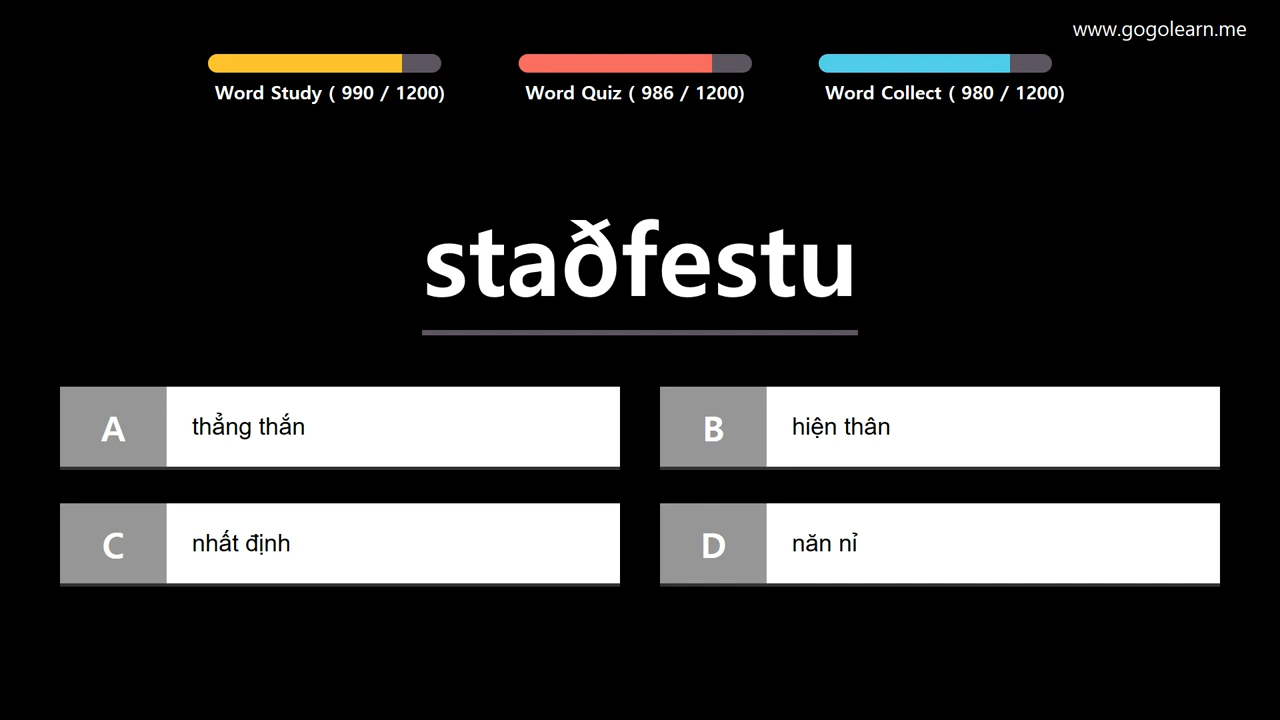 www.gogolearn.me
Word Study ( 990 / 1200)
Word Quiz ( 986 / 1200)
Word Collect ( 980 / 1200)
staðfestu
A
thẳng thắn
B
hiện thân
C
nhất định
D
năn nỉ